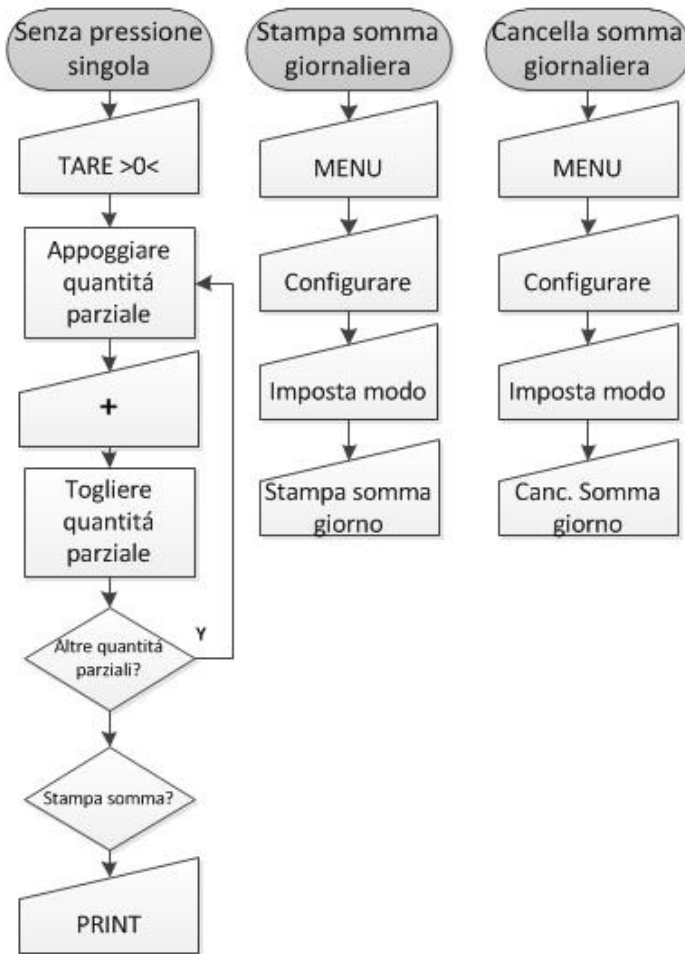 Senza pressione
singola
TARE >0<
Appoggiare
quantitá
parziale
+
Togliere
quantitá
parziale
Altre quantitá
parziali?
Y
Stampa somma?
PRINT
Stampa somma
giornaliera
MENU
Configurare
Imposta modo
Stampa somma
giorno
Cancella somma
giornaliera
MENU
Configurare
Imposta modo
Canc. Somma
giorno